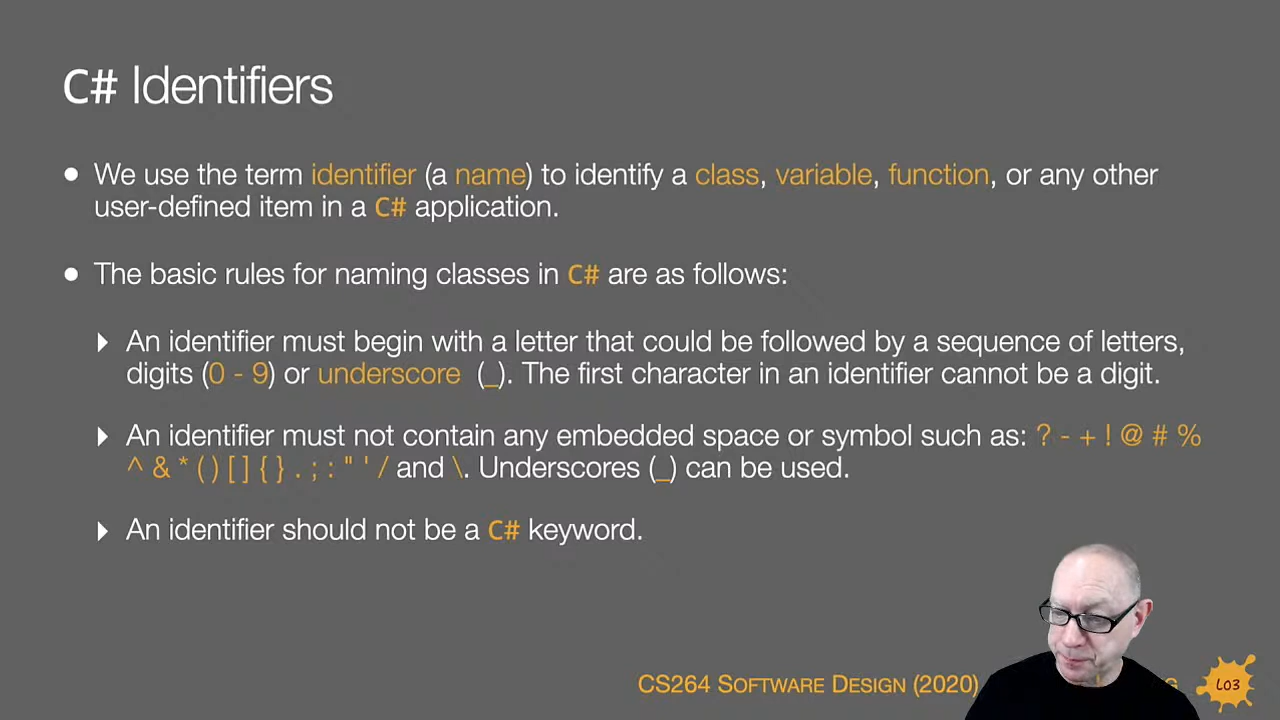 C# Identifiers
• We use the term identifier (a name) to identify a class, variable, function, or any other
user-defined item in a C# application.
• The basic rules for naming classes in C# are as follows:
‣ An identifier must begin with a letter that could be followed by a sequence of letters,
digits (0 - 9) or underscore (_). The first character in an identifier cannot be a digit.
‣ An identifier must not contain any embedded space or symbol such as: ? - + ! @ # %
^ & * ( ) [ ] { } . ; : " ' / and \. Underscores (_) can be used.
‣ An identifier should not be a C# keyword.
CS264 SOFTWARE DESIGN (2020)
L03